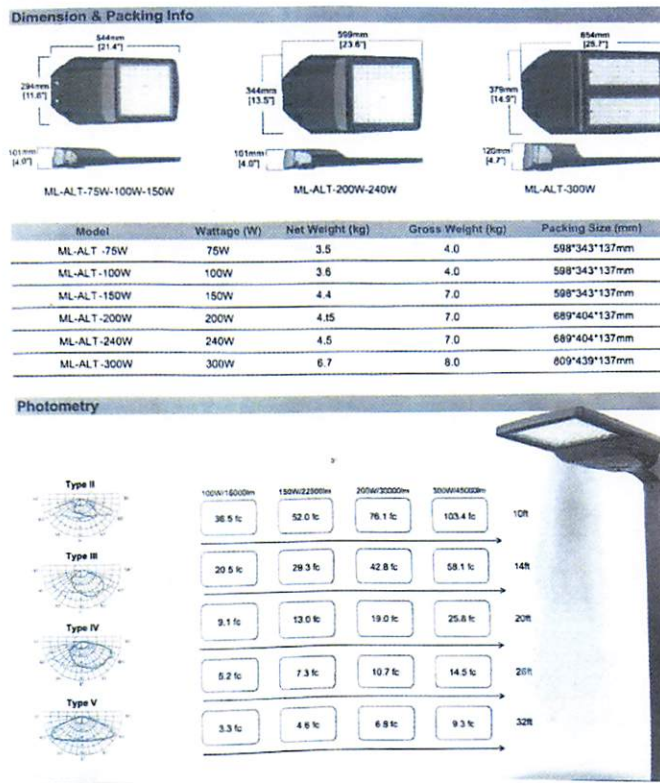 Dimension & Packing Info
544mm
[21.4"]
294mm
[11.6"]
101mm
[4.0"]
ML-ALT-75W-100W-150W
599mm
[23.6"]
344mm
[13.5"]
101mm
[4.0"]
ML-ALT-200W-240W
654mm
[25.7"]
379mm
[14.9"]
120mm
[4.7"]
ML-ALT-300W
Model Wattage (W) Net Weight (kg) Gross Weight (kg) Packing Size (mm)
ML-ALT -75W 75W 3.5 4.0 598*343*137mm
ML-ALT -100W 100W 3.6 4.0 598*343*137mm
ML-ALT -150W 150W 4.4 7.0 598*343*137mm
ML-ALT -200W 200W 4.15 7.0 689*404*137mm
ML-ALT -240W 240W 4.5 7.0 689*404*137mm
ML-ALT -300W 300W 6.7 8.0 809*439*137mm
Photometry
Type II
Type III
Type IV
Type V
100W/16000lm 150W/22500lm 200W/30000lm 300W/45000lm
36.5 fc 52.0 fc 76.1 fc 103.4 fc 10ft
20.5 fc 29.3 fc 42.8 fc 58.1 fc 14ft
9.1 fc 13.0 fc 19.0 fc 25.8 fc 20ft
5.2 fc 7.3 fc 10.7 fc 14.5 fc 26ft
3.3 fc 4.6 fc 6.8 fc 9.3 fc 32ft